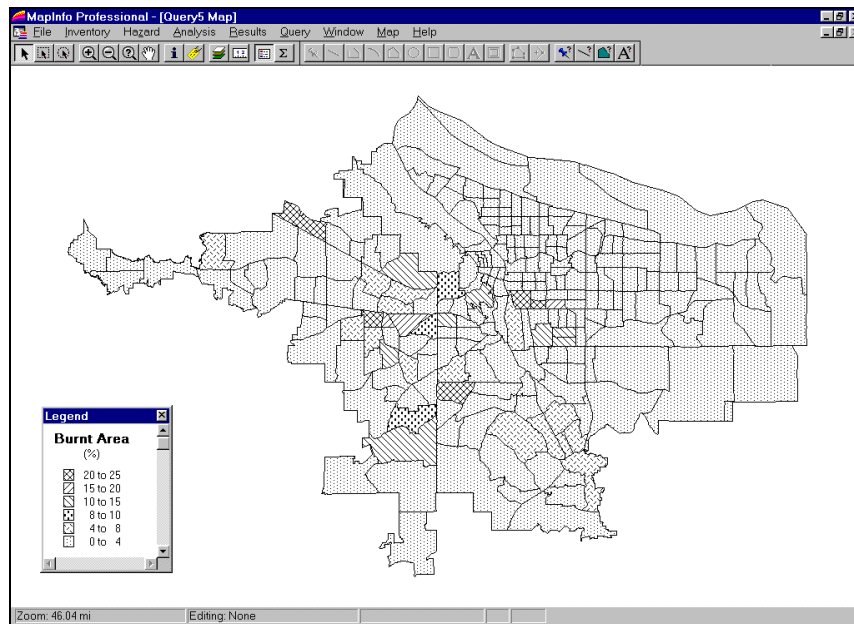 MapInfo Professional - [Query5 Map]
File Inventory Hazard Analysis Results Query Window Map Help
Legend
Burnt Area
(%)
20 to 25
15 to 20
10 to 15
8 to 10
4 to 8
0 to 4
Zoom: 46.04 mi Editing: None